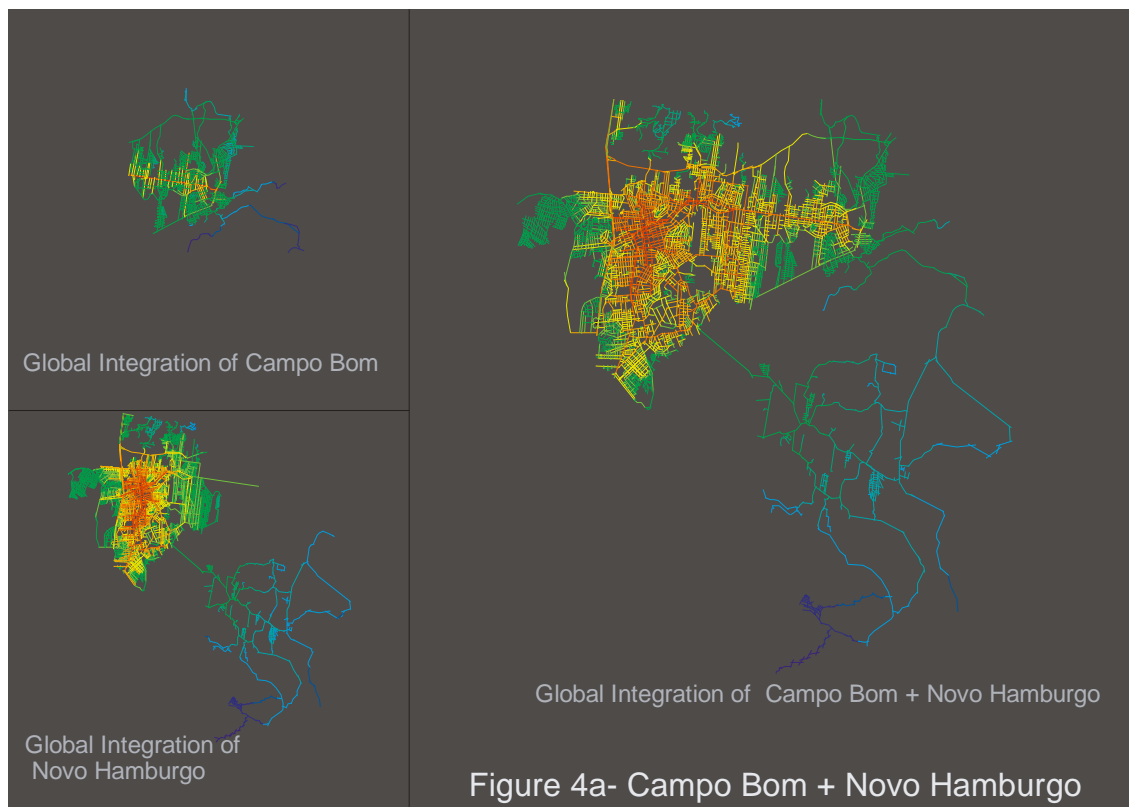 Global Integration of Campo Bom
Global Integration of
Novo Hamburgo
Global Integration of Campo Bom + Novo Hamburgo
Figure 4a- Campo Bom + Novo Hamburgo